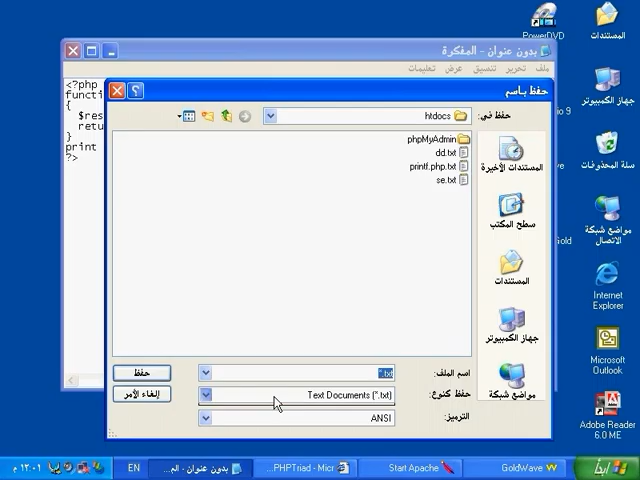 PowerDVD
المستندات
بدون عنوان - المفكرة
ملف تحرير تنسيق عرض تعليمات
<?php
functi
{
$res
retu
}
print
?>
حفظ باسم
حفظ في:
htdocs
phpMyAdmin
dd.txt
printf.php.txt
se.txt
المستندات الأخيرة
سطح المكتب
المستندات
جهاز الكمبيوتر
مواضع شبكة
اسم الملف:
*.txt
حفظ
حفظ كنوع:
Text Documents (*.txt)
إلغاء الأمر
الترميز:
ANSI
جهاز الكمبيوتر
سلة المحذوفات
مواضع شبكة
الاتصال
Internet
Explorer
Microsoft
Outlook
Adobe Reader
6.0 ME
ابدأ
GoldWave
Start Apache
PHPTriad - Micr...
بدون عنوان - الم...
EN
١٢:٠١ م